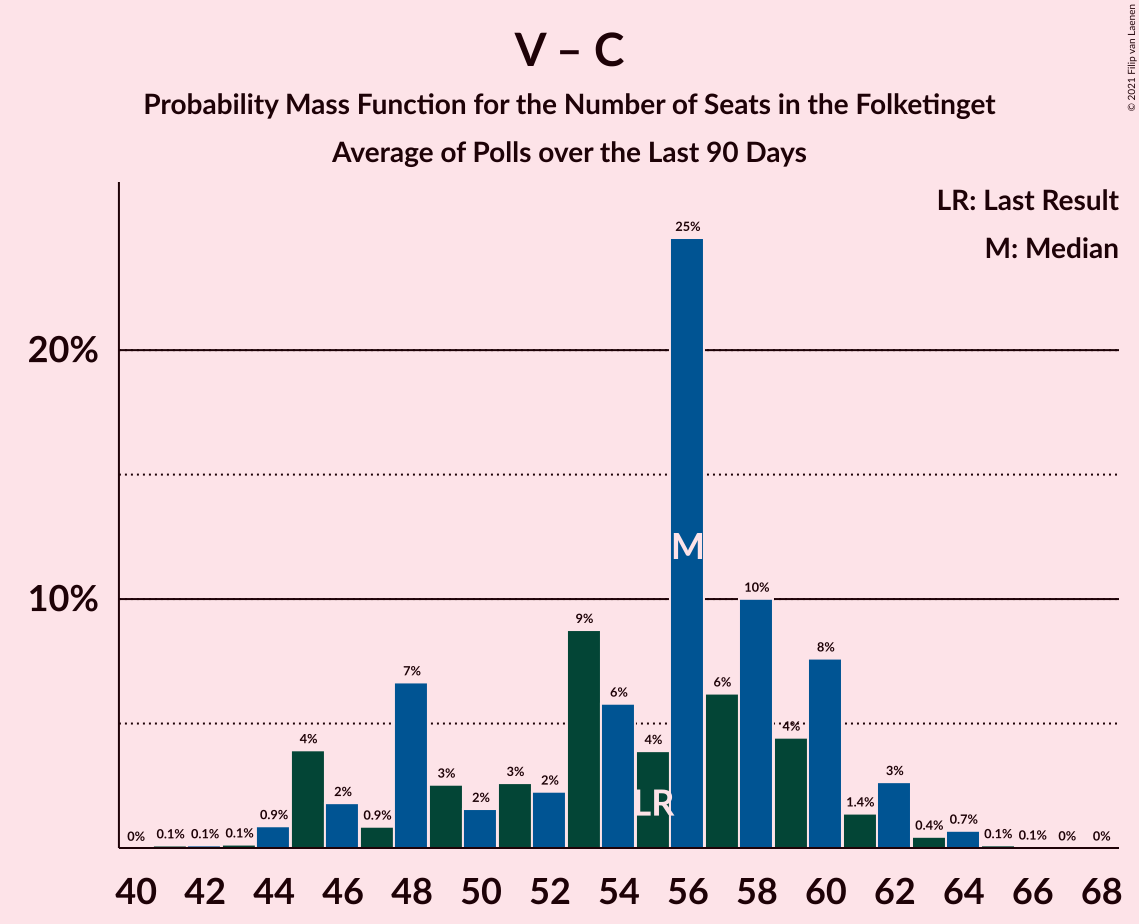 V – C
Probability Mass Function for the Number of Seats in the Folketinget
Average of Polls over the Last 90 Days
© 2021 Filip van Laenen
LR: Last Result
M: Median
20%
10%
0% 0.1% 0.1% 0.1% 0.9% 4% 2% 0.9% 7% 3% 2% 3% 2% 9% 6% 4% 25% 6% 10% 4% 8% 1.4% 3% 0.4% 0.7% 0.1% 0.1% 0% 0%
M
LR
40 42 44 46 48 50 52 54 56 58 60 62 64 66 68